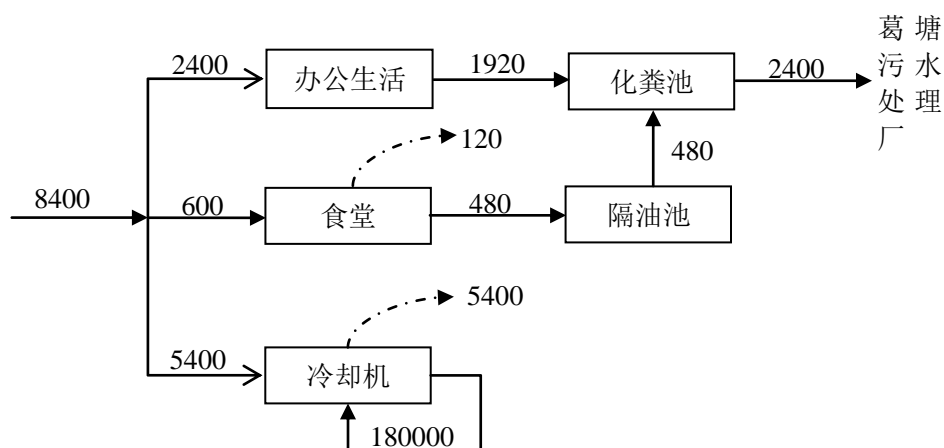 2400
办公生活
1920
化粪池
2400
葛塘
污水
处理
厂
120
480
8400
600
食堂
480
隔油池
5400
5400
冷却机
180000